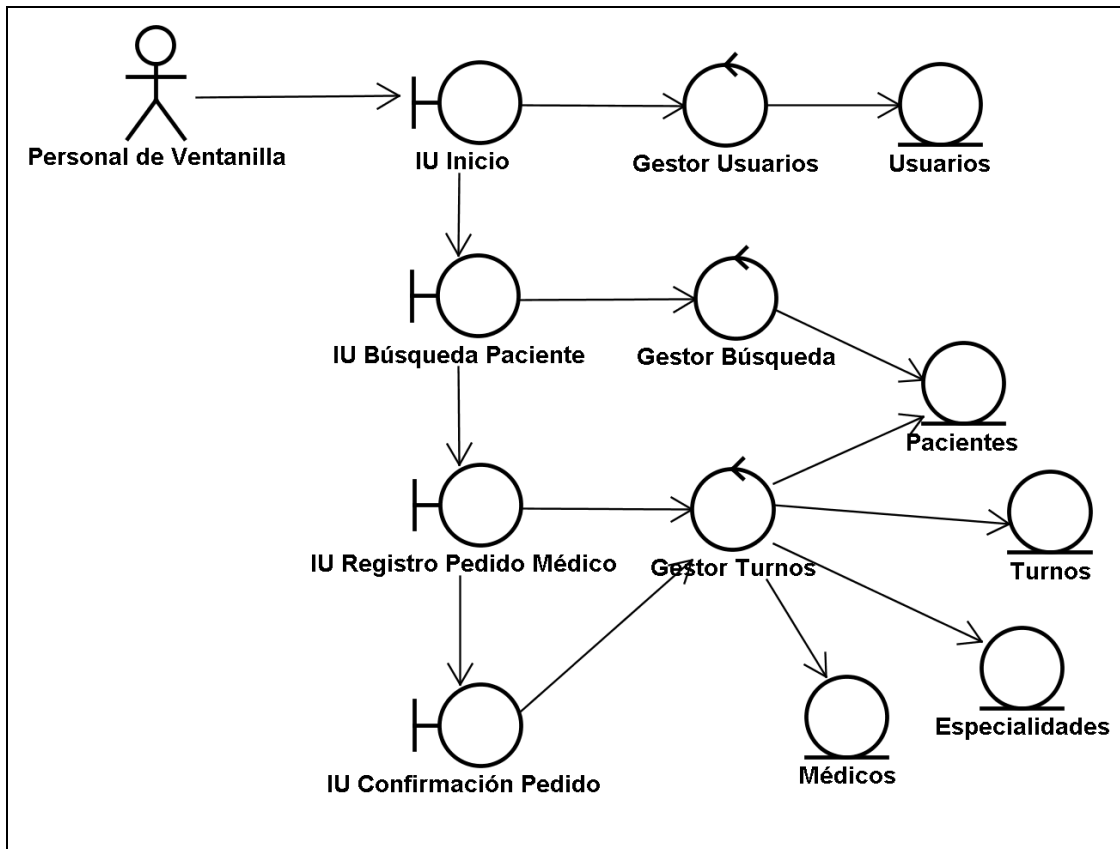 Personal de Ventanilla
IU Inicio
Gestor Usuarios
Usuarios
IU Búsqueda Paciente
Gestor Búsqueda
Pacientes
IU Registro Pedido Médico
Gestor Turnos
Turnos
IU Confirmación Pedido
Médicos
Especialidades